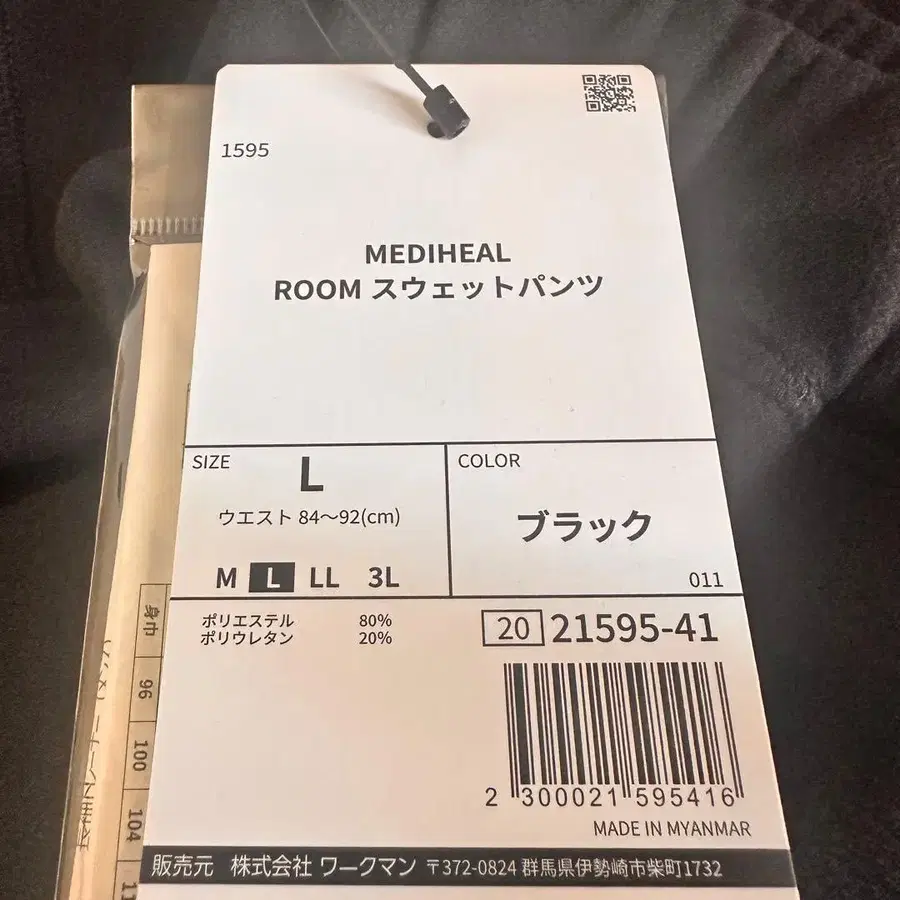 1595
MEDIHEAL
ROOM スウェットパンツ
SIZE
L
ウエスト 84～92(cm)
M L LL 3L
COLOR
ブラック
011
ポリエステル 80%
ポリウレタン 20%
20 21595-41
2 300021 595416
MADE IN MYANMAR
販売元 株式会社 ワークマン 〒372-0824 群馬県伊勢崎市柴町1732
身巾
96
100
104